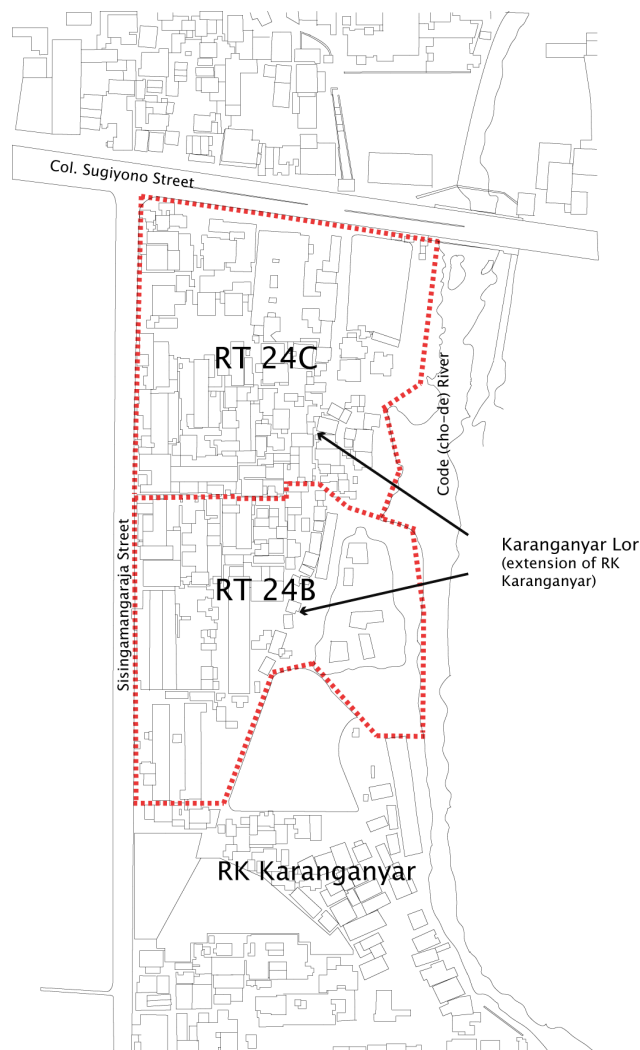 Col. Sugiyono Street
RT 24C
Code (cho-de) River
Karanganyar Lor
(extension of RK
Karanganyar)
Sisingamangaraja Street
RT 24B
RK Karanganyar